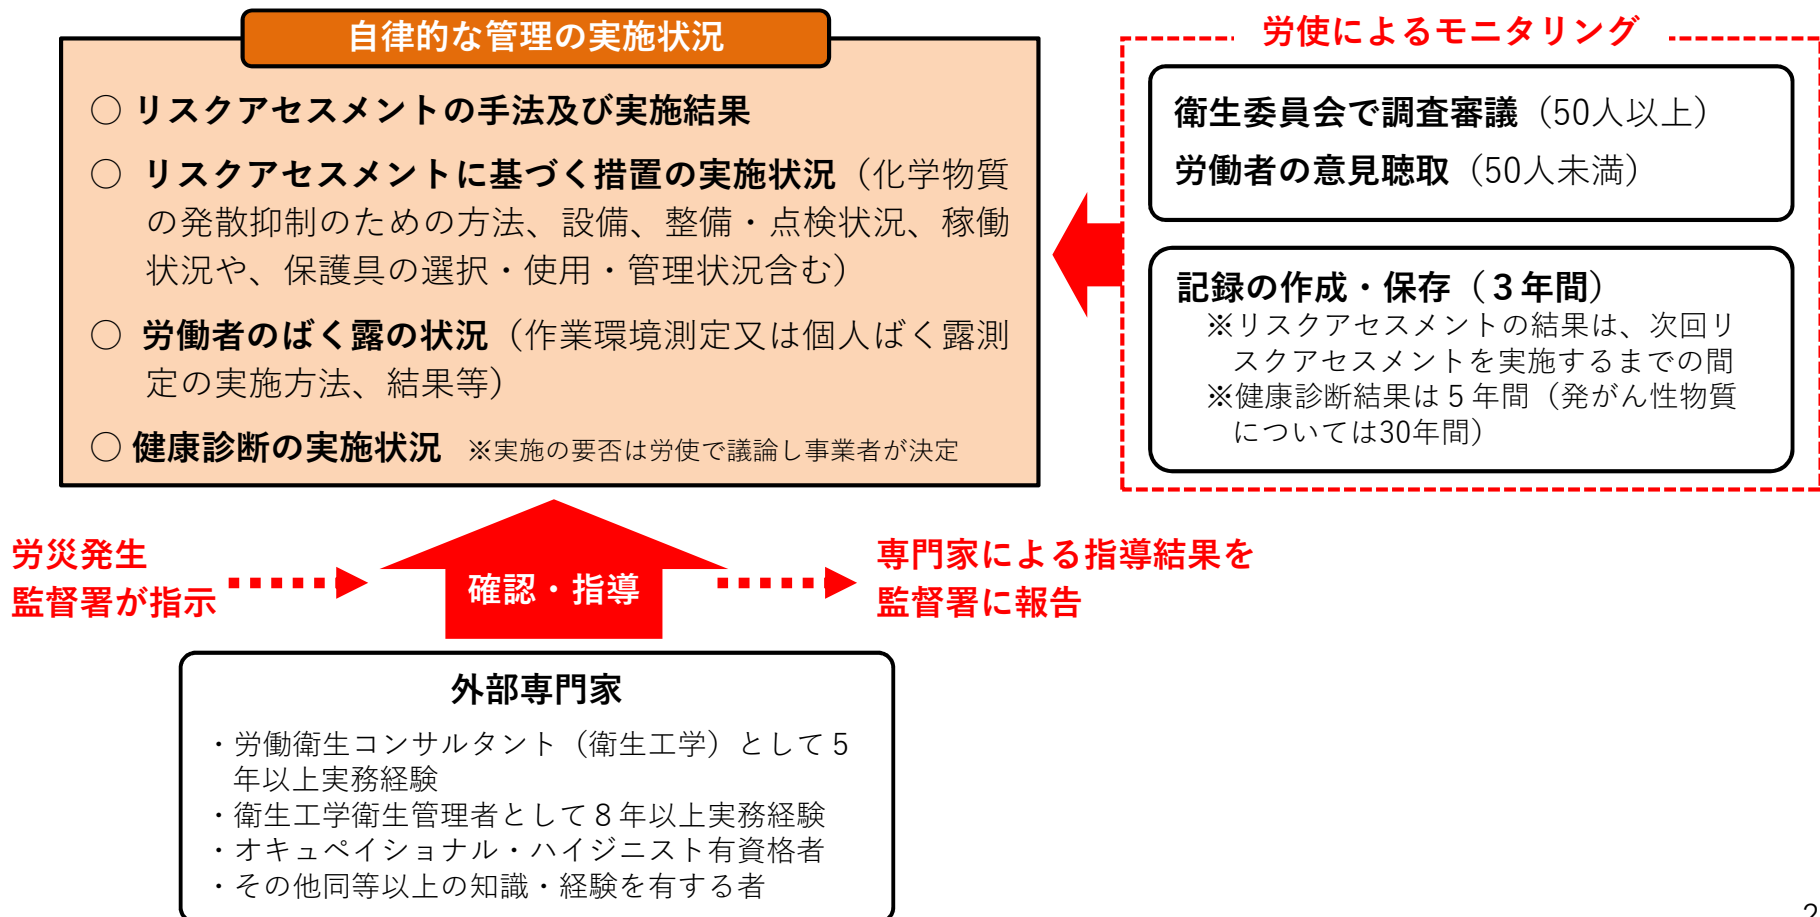 自律的な管理の実施状況
○ リスクアセスメントの手法及び実施結果
○ リスクアセスメントに基づく措置の実施状況（化学物質
の発散抑制のための方法、設備、整備・点検状況、稼働
状況や、保護具の選択・使用・管理状況含む）
○ 労働者のばく露の状況（作業環境測定又は個人ばく露測
定の実施方法、結果等）
○ 健康診断の実施状況 ※実施の要否は労使で議論し事業者が決定
労使によるモニタリング
衛生委員会で調査審議（50人以上）
労働者の意見聴取（50人未満）
記録の作成・保存（３年間）
※リスクアセスメントの結果は、次回リ
スクアセスメントを実施するまでの間
※健康診断結果は５年間（発がん性物質
については30年間）
労災発生
監督署が指示
確認・指導
専門家による指導結果を
監督署に報告
外部専門家
・労働衛生コンサルタント（衛生工学）として５
年以上実務経験
・衛生工学衛生管理者として８年以上実務経験
・オキュペイショナル・ハイジニスト有資格者
・その他同等以上の知識・経験を有する者
2